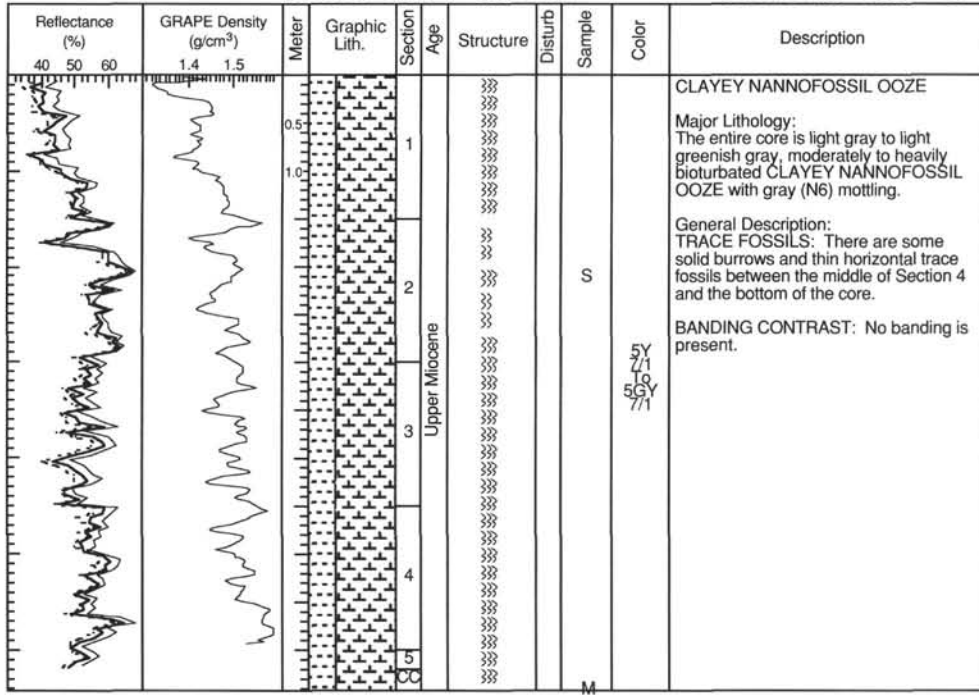 Reflectance
(%)
40 50 60
GRAPE Density
(g/cm³)
1.4 1.5
Meter
Graphic
Lith.
Section
Age
Structure
Disturb
Sample
Color
Description
0.5
1.0
1
2
3
4
5
CC
Upper Miocene
S
M
5Y
7/1
To
5GY
7/1
CLAYEY NANNOFOSSIL OOZE
Major Lithology:
The entire core is light gray to light
greenish gray, moderately to heavily
bioturbated CLAYEY NANNOFOSSIL
OOZE with gray (N6) mottling.
General Description:
TRACE FOSSILS: There are some
solid burrows and thin horizontal trace
fossils between the middle of Section 4
and the bottom of the core.
BANDING CONTRAST: No banding is
present.